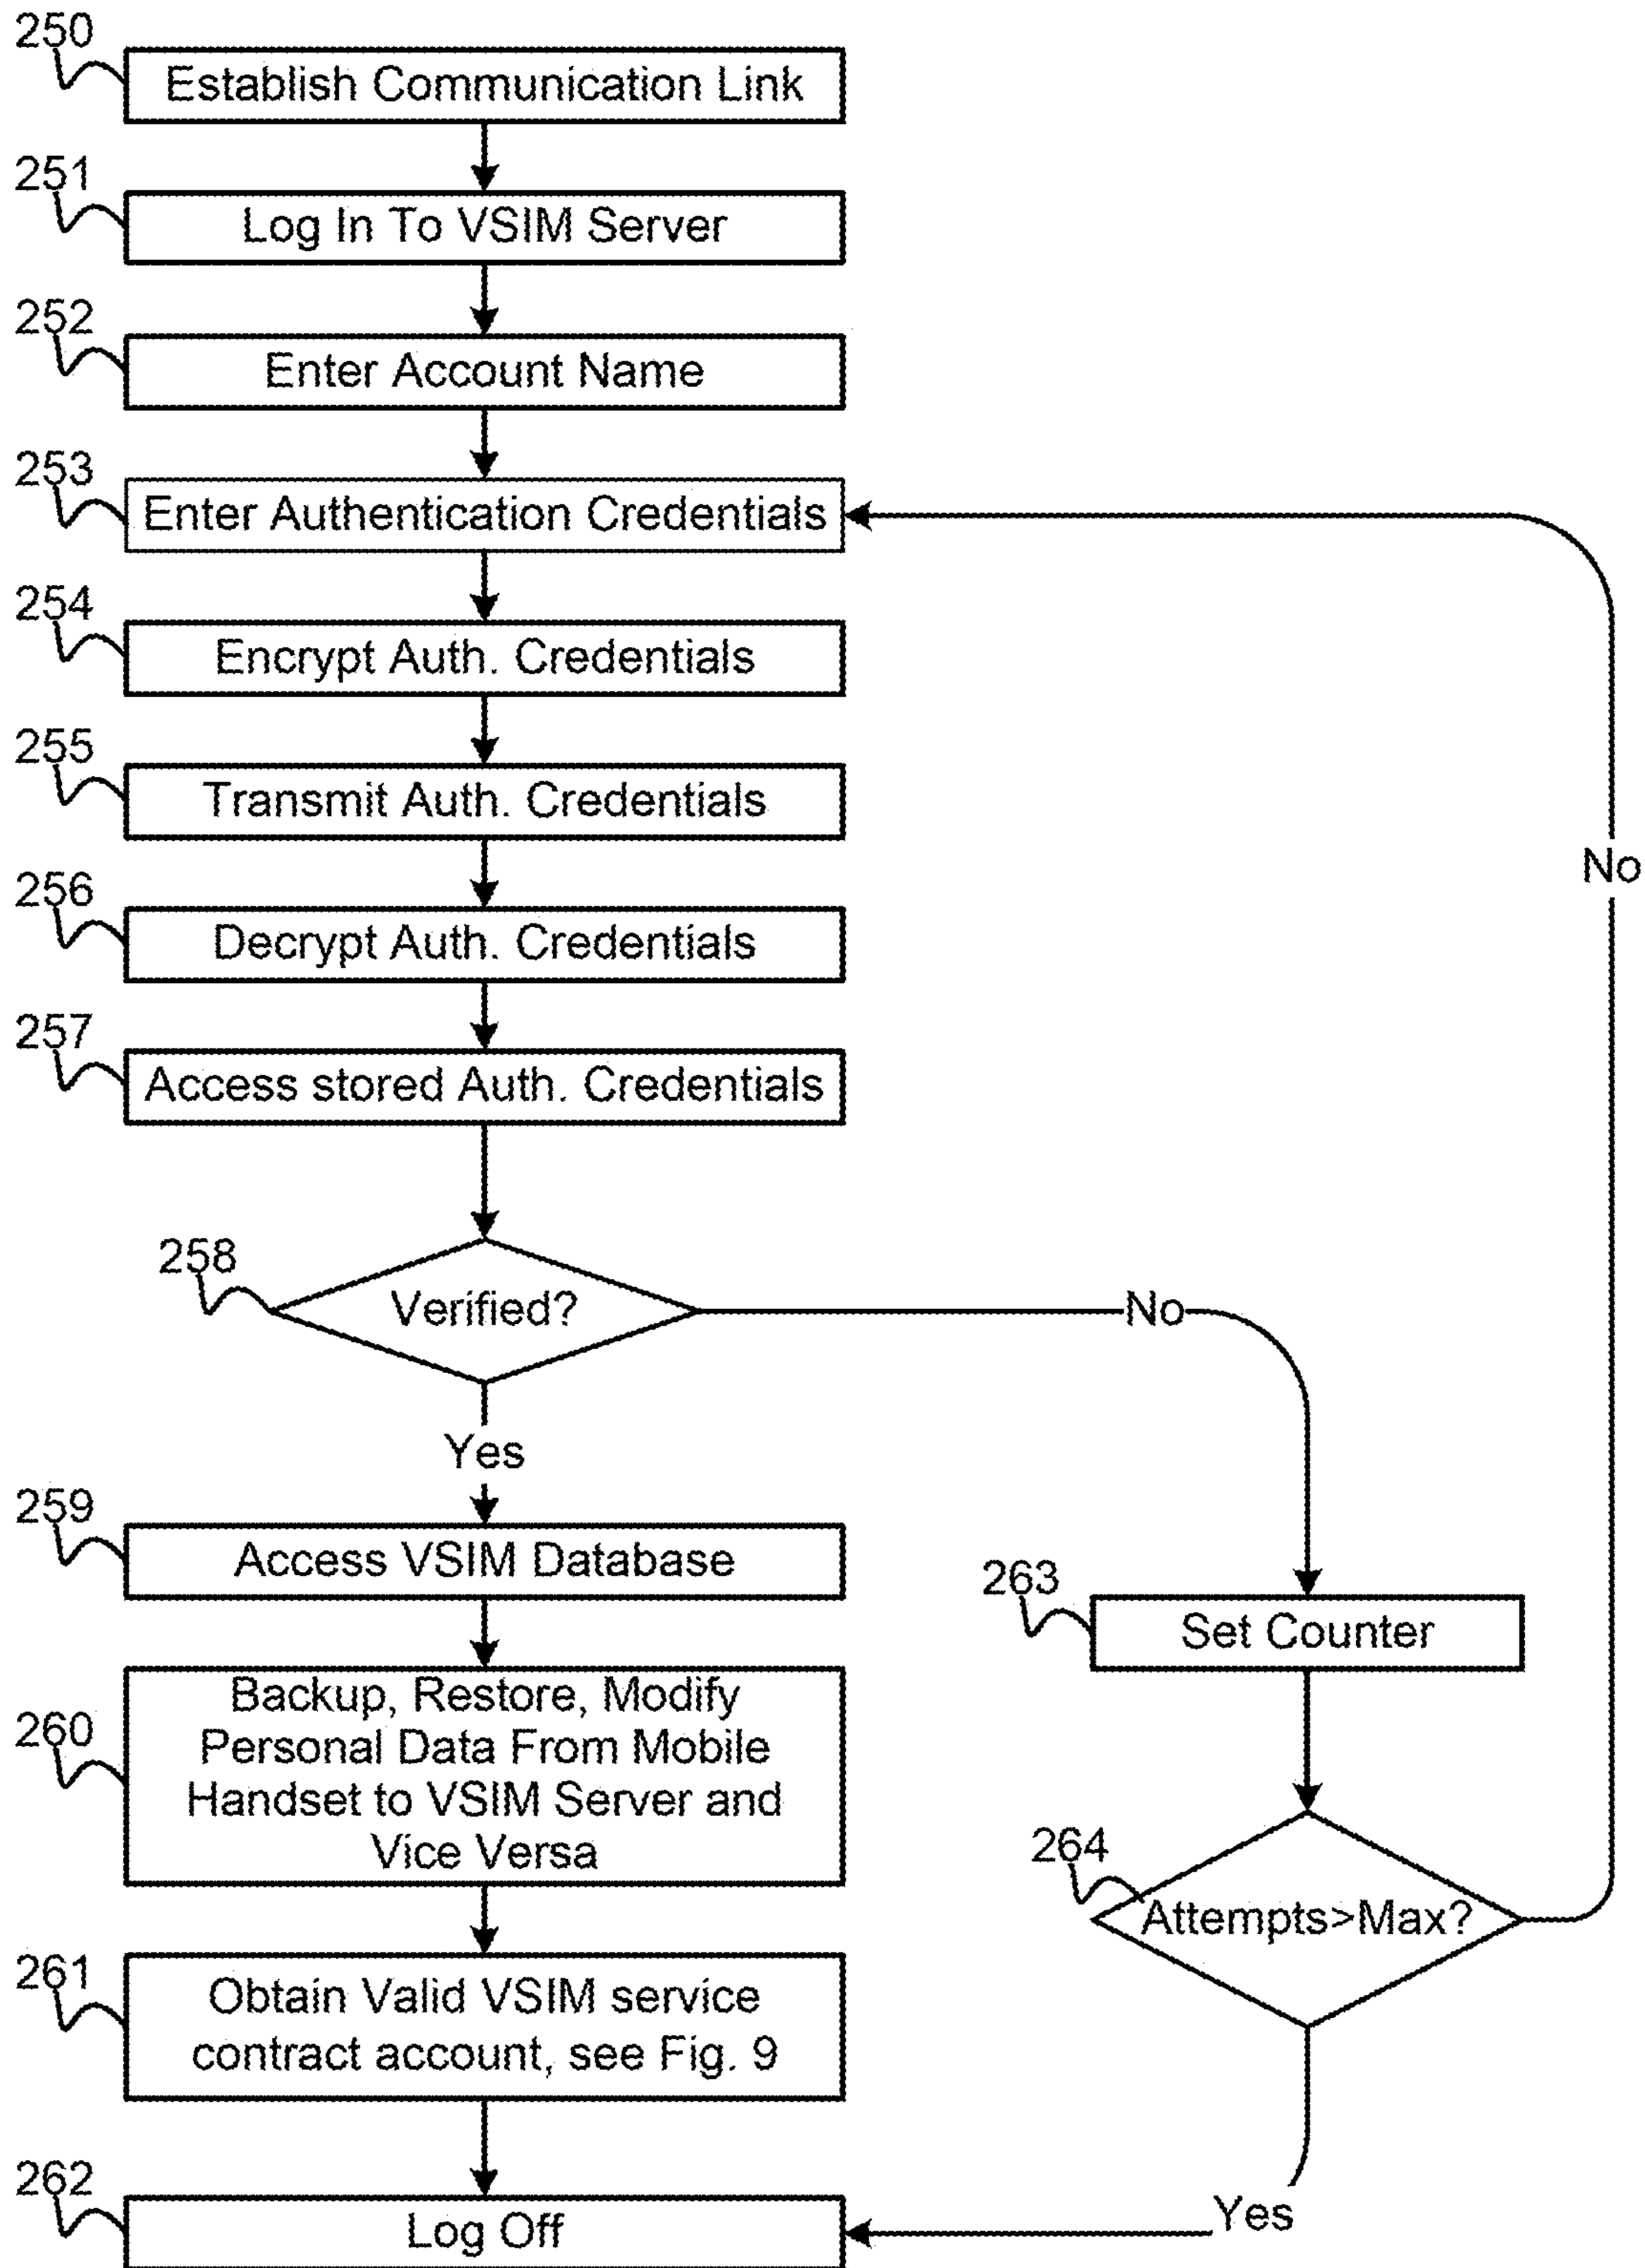 250
Establish Communication Link
251
Log In To VSIM Server
252
Enter Account Name
253
Enter Authentication Credentials
254
Encrypt Auth. Credentials
255
Transmit Auth. Credentials
No
256
Decrypt Auth. Credentials
257
Access stored Auth. Credentials
258
Verified?
No
Yes
259
Access VSIM Database
263
Set Counter
260
Backup, Restore, Modify
Personal Data From Mobile
Handset to VSIM Server and
Vice Versa
264
Attempts>Max?
261
Obtain Valid VSIM service
contract account, see Fig. 9
262
Log Off
Yes